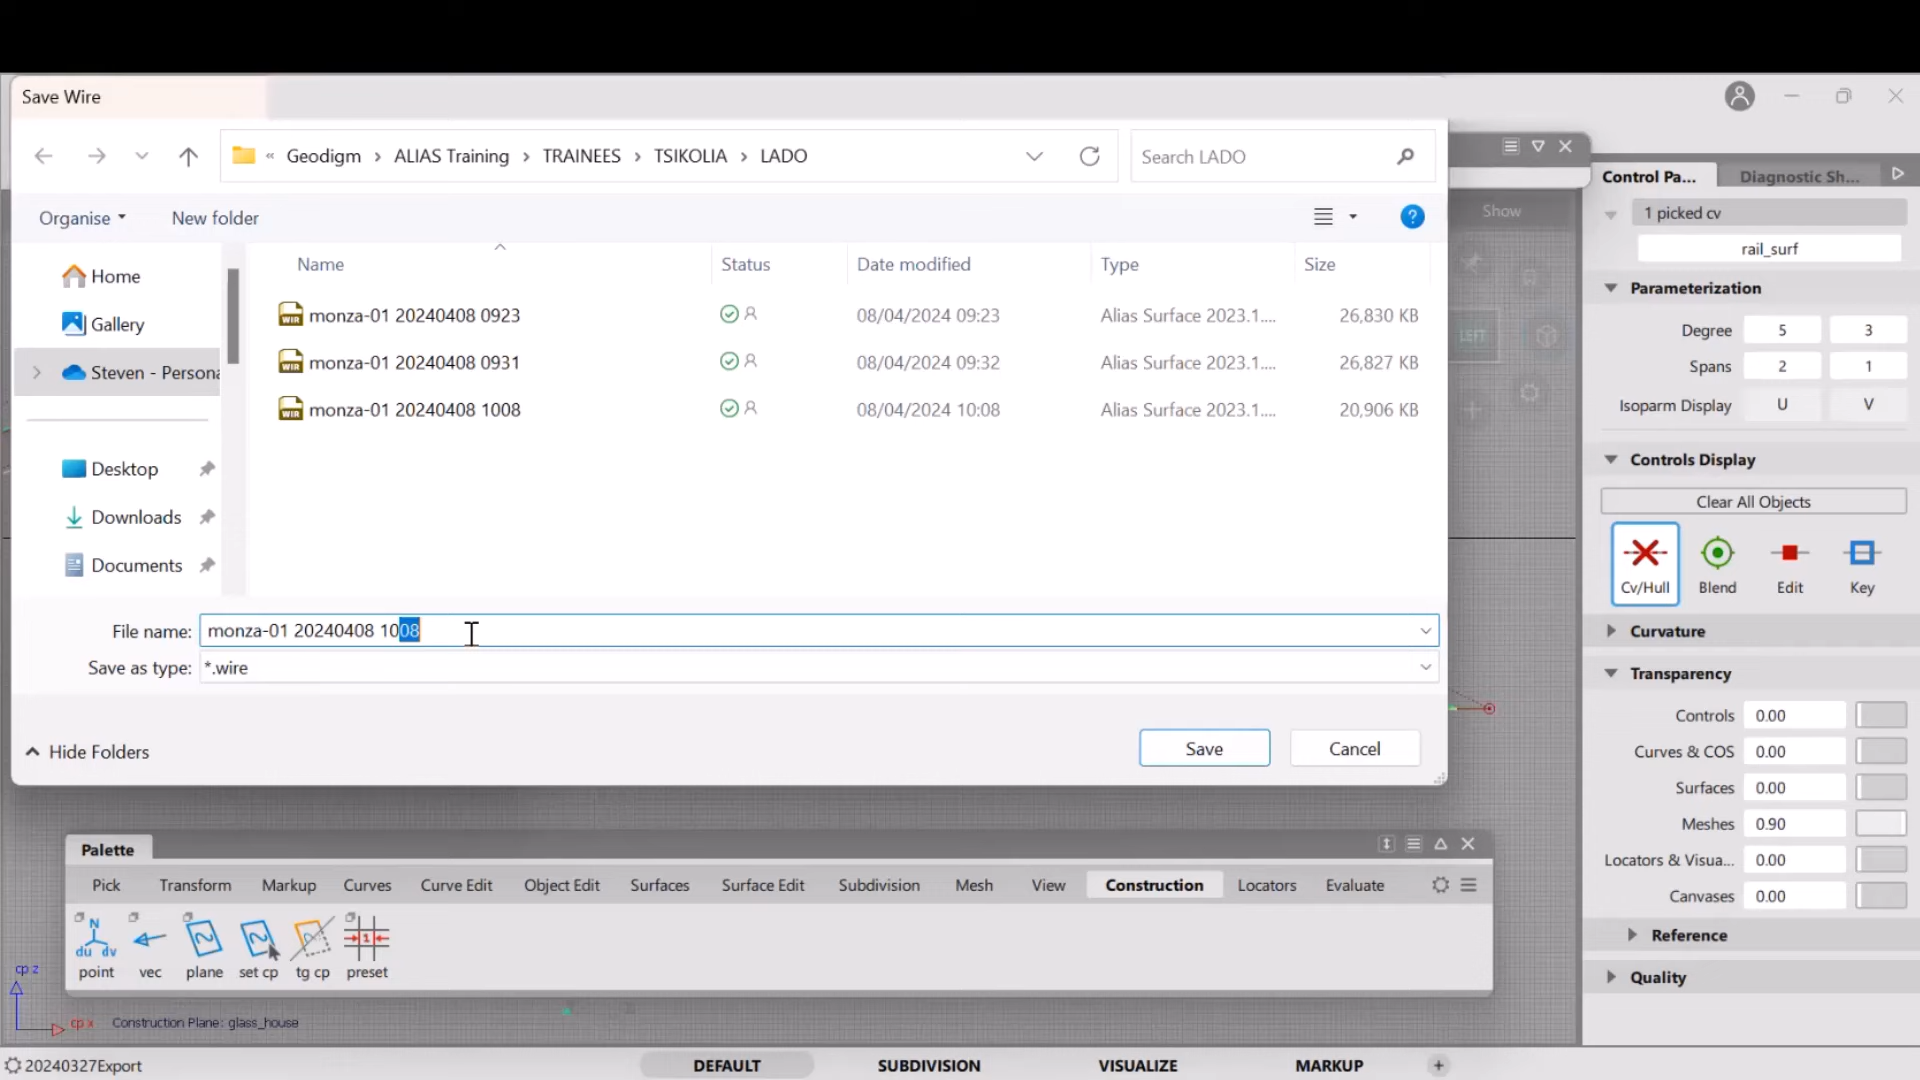 Save Wire
« Geodigm › ALIAS Training › TRAINEES › TSIKOLIA › LADO
Search LADO
Organise
New folder
?
Home
Gallery
Steven - Persona
Desktop
Downloads
Documents
Name Status Date modified Type Size
monza-01 20240408 0923 08/04/2024 09:23 Alias Surface 2023.1.... 26,830 KB
monza-01 20240408 0931 08/04/2024 09:32 Alias Surface 2023.1.... 26,827 KB
monza-01 20240408 1008 08/04/2024 10:08 Alias Surface 2023.1.... 20,906 KB
File name: monza-01 20240408 1008
Save as type: *.wire
Hide Folders
Save
Cancel
Show
LEFT
Control Pa...
Diagnostic Sh...
1 picked cv
rail_surf
Parameterization
Degree 5 3
Spans 2 1
Isoparm Display U V
Controls Display
Clear All Objects
Cv/Hull Blend Edit Key
Curvature
Transparency
Controls 0.00
Curves & COS 0.00
Surfaces 0.00
Meshes 0.90
Locators & Visua... 0.00
Canvases 0.00
Reference
Quality
Palette
Pick Transform Markup Curves Curve Edit Object Edit Surfaces Surface Edit Subdivision Mesh View Construction Locators Evaluate
N
du dv
1
point vec plane set cp tg cp preset
cp z
cp x
Construction Plane: glass_house
20240327Export
DEFAULT SUBDIVISION VISUALIZE MARKUP +